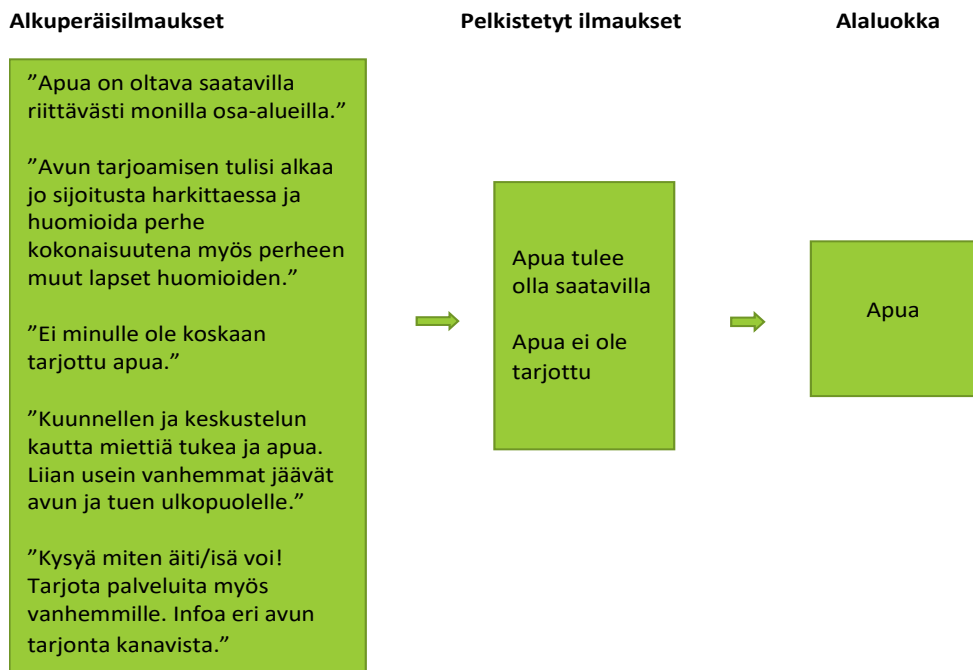 Alkuperäisilmaukset
Pelkistetyt ilmaukset
Alaluokka
”Apua on oltava saatavilla
riittävästi monilla osa-alueilla.”
”Avun tarjoamisen tulisi alkaa
jo sijoitusta harkittaessa ja
huomioida perhe
kokonaisuutena myös perheen
muut lapset huomioiden.”
”Ei minulle ole koskaan
tarjottu apua.”
”Kuunnellen ja keskustelun
kautta miettiä tukea ja apua.
Liian usein vanhemmat jäävät
avun ja tuen ulkopuolelle.”
”Kysyä miten äiti/isä voi!
Tarjota palveluita myös
vanhemmille. Infoa eri avun
tarjonta kanavista.”
Apua tulee
olla saatavilla
Apua ei ole
tarjottu
Apua